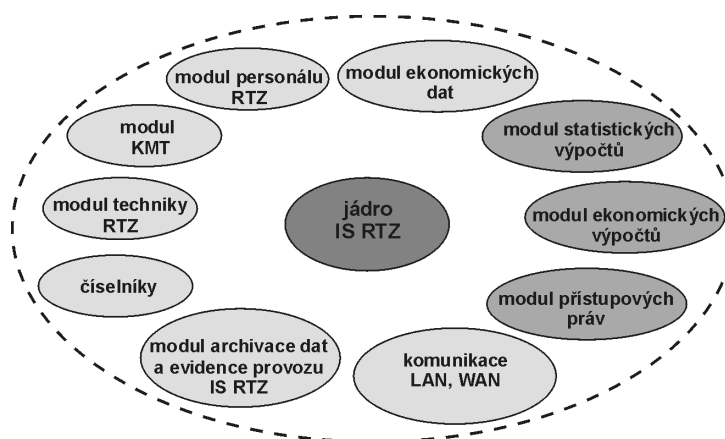 modul personálu
RTZ
modul ekonomických
dat
modul
KMT
modul statistických
výpočtů
modul techniky
RTZ
jádro
IS RTZ
modul ekonomických
výpočtů
číselníky
modul přístupových
práv
modul archivace dat
a evidence provozu
IS RTZ
komunikace
LAN, WAN